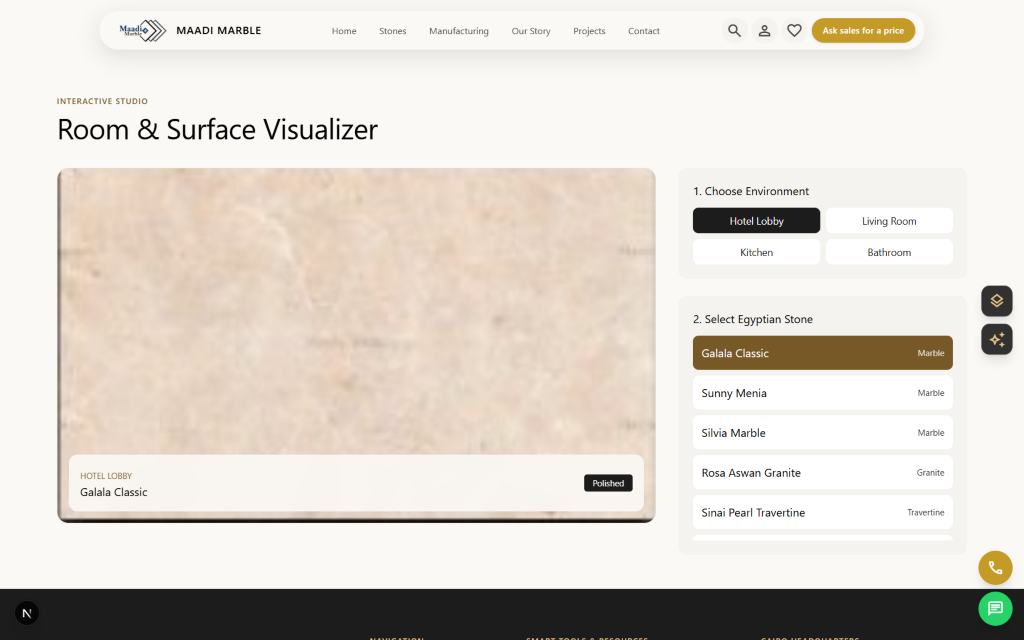 Maadi
Marble
MAADI MARBLE
Home
Stones
Manufacturing
Our Story
Projects
Contact
Ask sales for a price
INTERACTIVE STUDIO
Room & Surface Visualizer
HOTEL LOBBY
Galala Classic
Polished
1. Choose Environment
Hotel Lobby
Living Room
Kitchen
Bathroom
2. Select Egyptian Stone
Galala Classic
Marble
Sunny Menia
Marble
Silvia Marble
Marble
Rosa Aswan Granite
Granite
Sinai Pearl Travertine
Travertine
N
NAVIGATION
SMART TOOLS & RESOURCES
CAIRO HEADQUARTERS